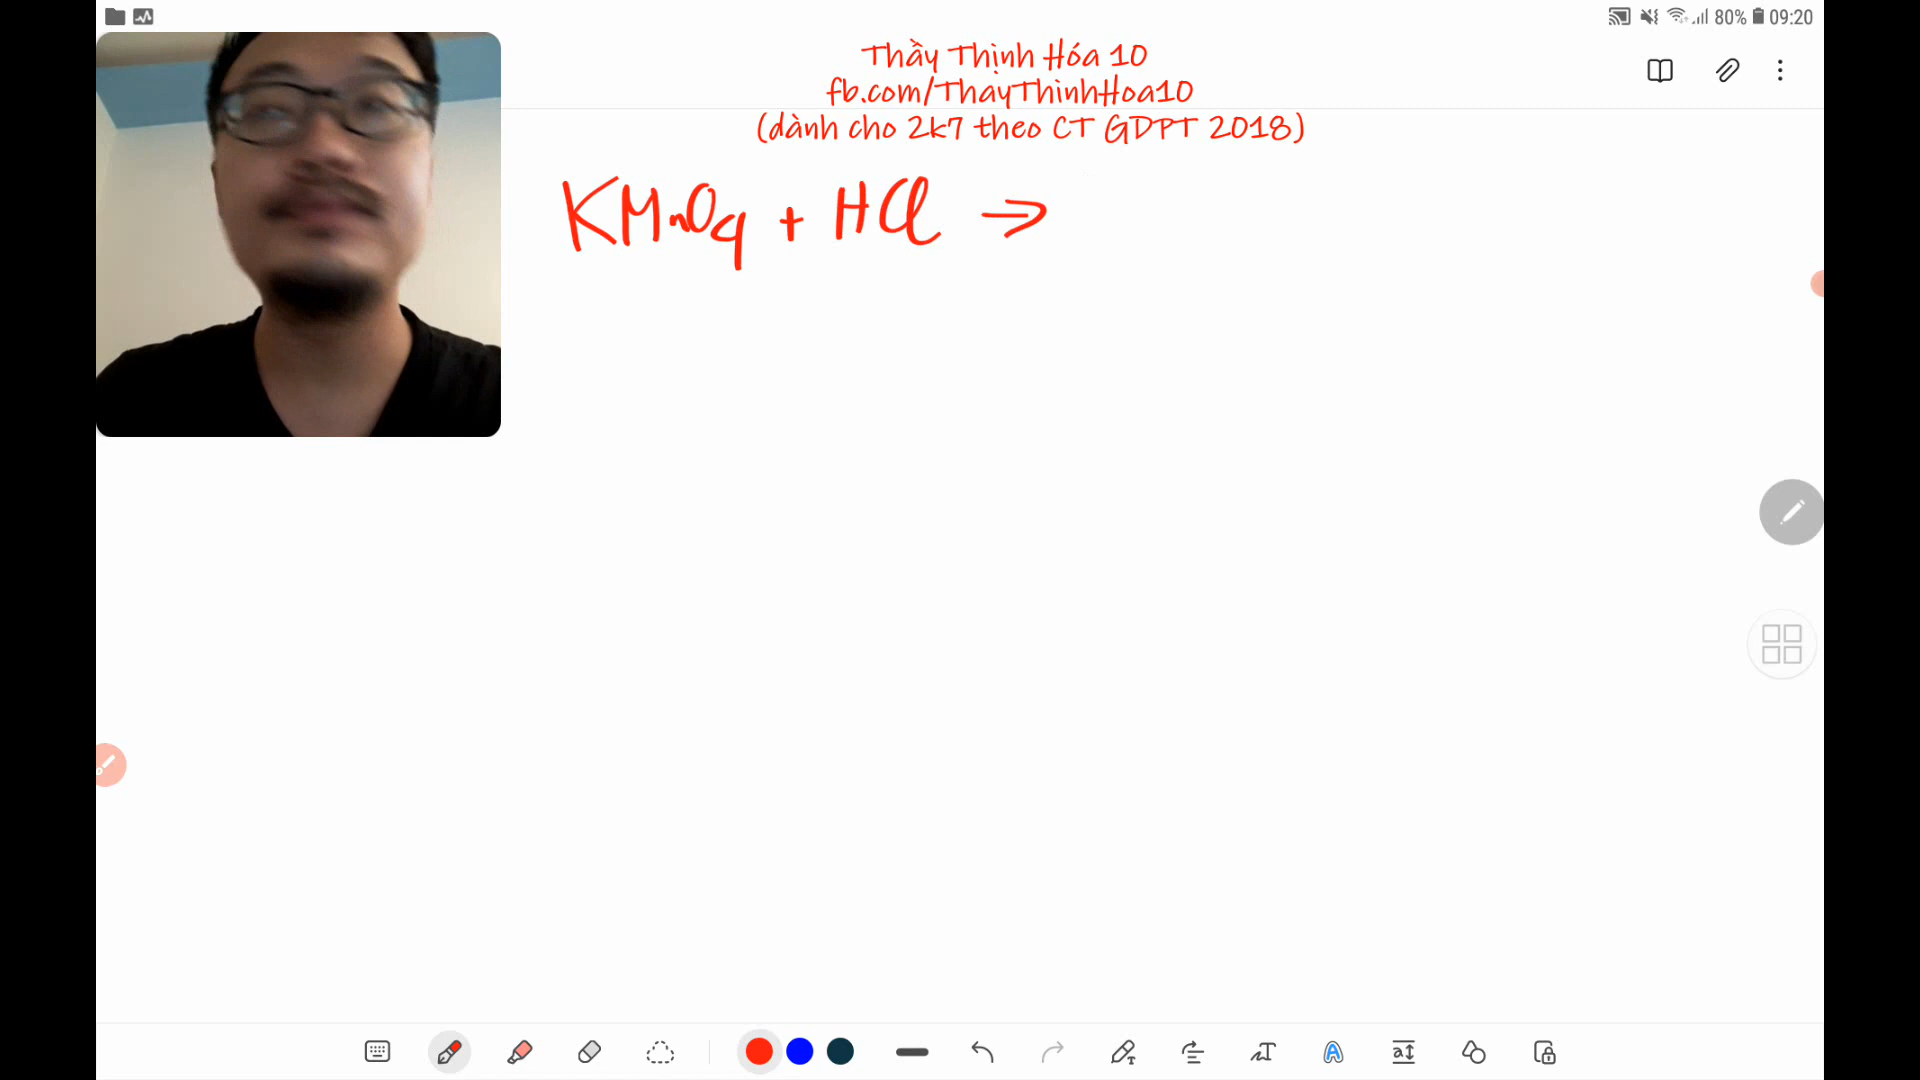 80% 09:20
Thầy Thịnh Hóa 10
fb.com/ThayThinhHoa10
(dành cho 2k7 theo CT GDPT 2018)
KMnO₄ + HCl →